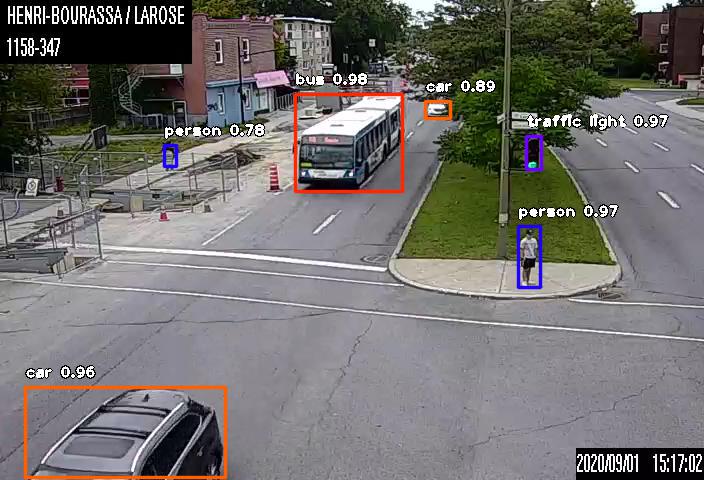 HENRI-BOURASSA / LAROSE
1158-347
bus 0.98
car 0.89
traffic light 0.97
person 0.78
person 0.97
car 0.96
2020/09/01 15:17:02